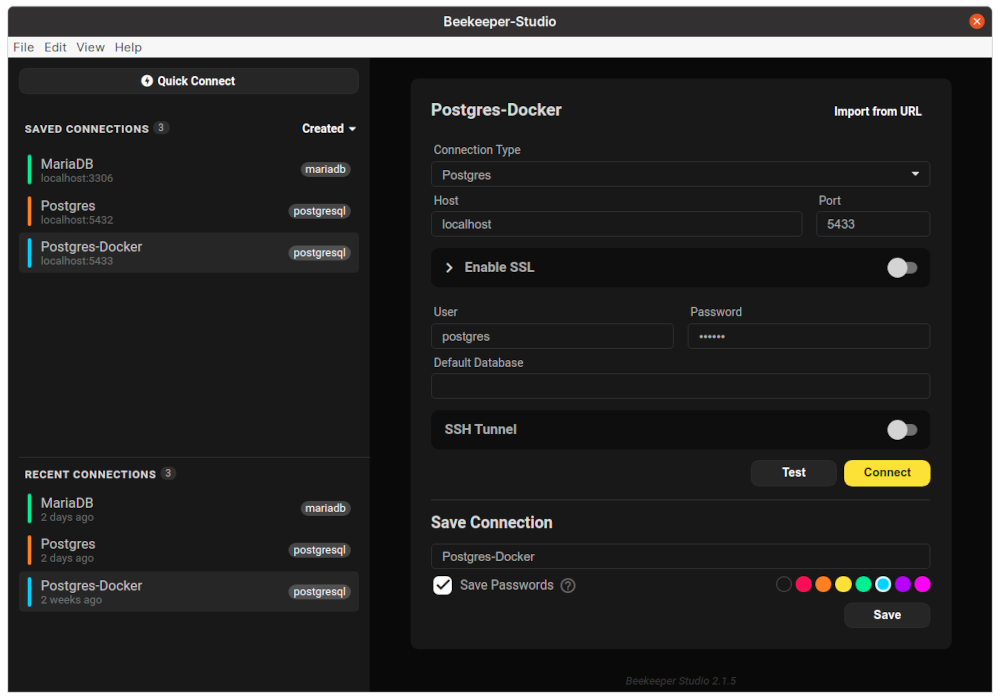 Beekeeper-Studio
File Edit View Help
Quick Connect
SAVED CONNECTIONS 3 Created
MariaDB mariadb
localhost:3306
Postgres postgresql
localhost:5432
Postgres-Docker postgresql
localhost:5433
RECENT CONNECTIONS 3
MariaDB mariadb
2 days ago
Postgres postgresql
2 days ago
Postgres-Docker postgresql
2 weeks ago
Postgres-Docker Import from URL
Connection Type
Postgres
Host Port
localhost 5433
Enable SSL
User Password
postgres ••••••
Default Database
SSH Tunnel
Test Connect
Save Connection
Postgres-Docker
Save Passwords ?
Save
Beekeeper Studio 2.1.5